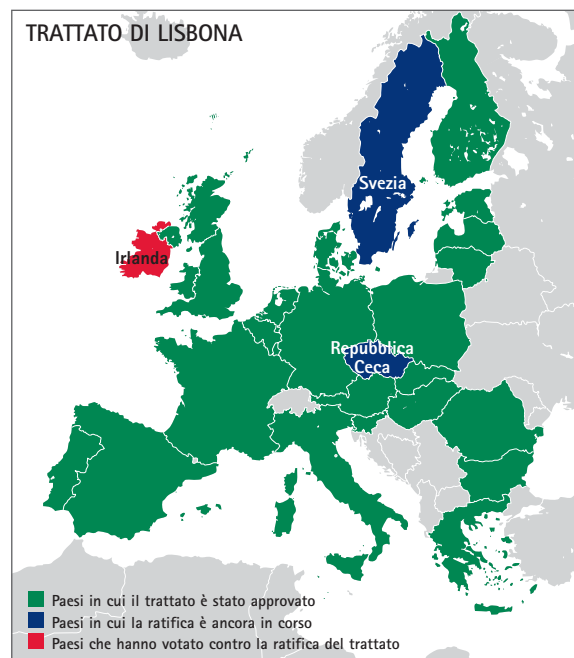 TRATTATO DI LISBONA
Svezia
Irlanda
Repubblica
Ceca
Paesi in cui il trattato è stato approvato
Paesi in cui la ratifica è ancora in corso
Paesi che hanno votato contro la ratifica del trattato